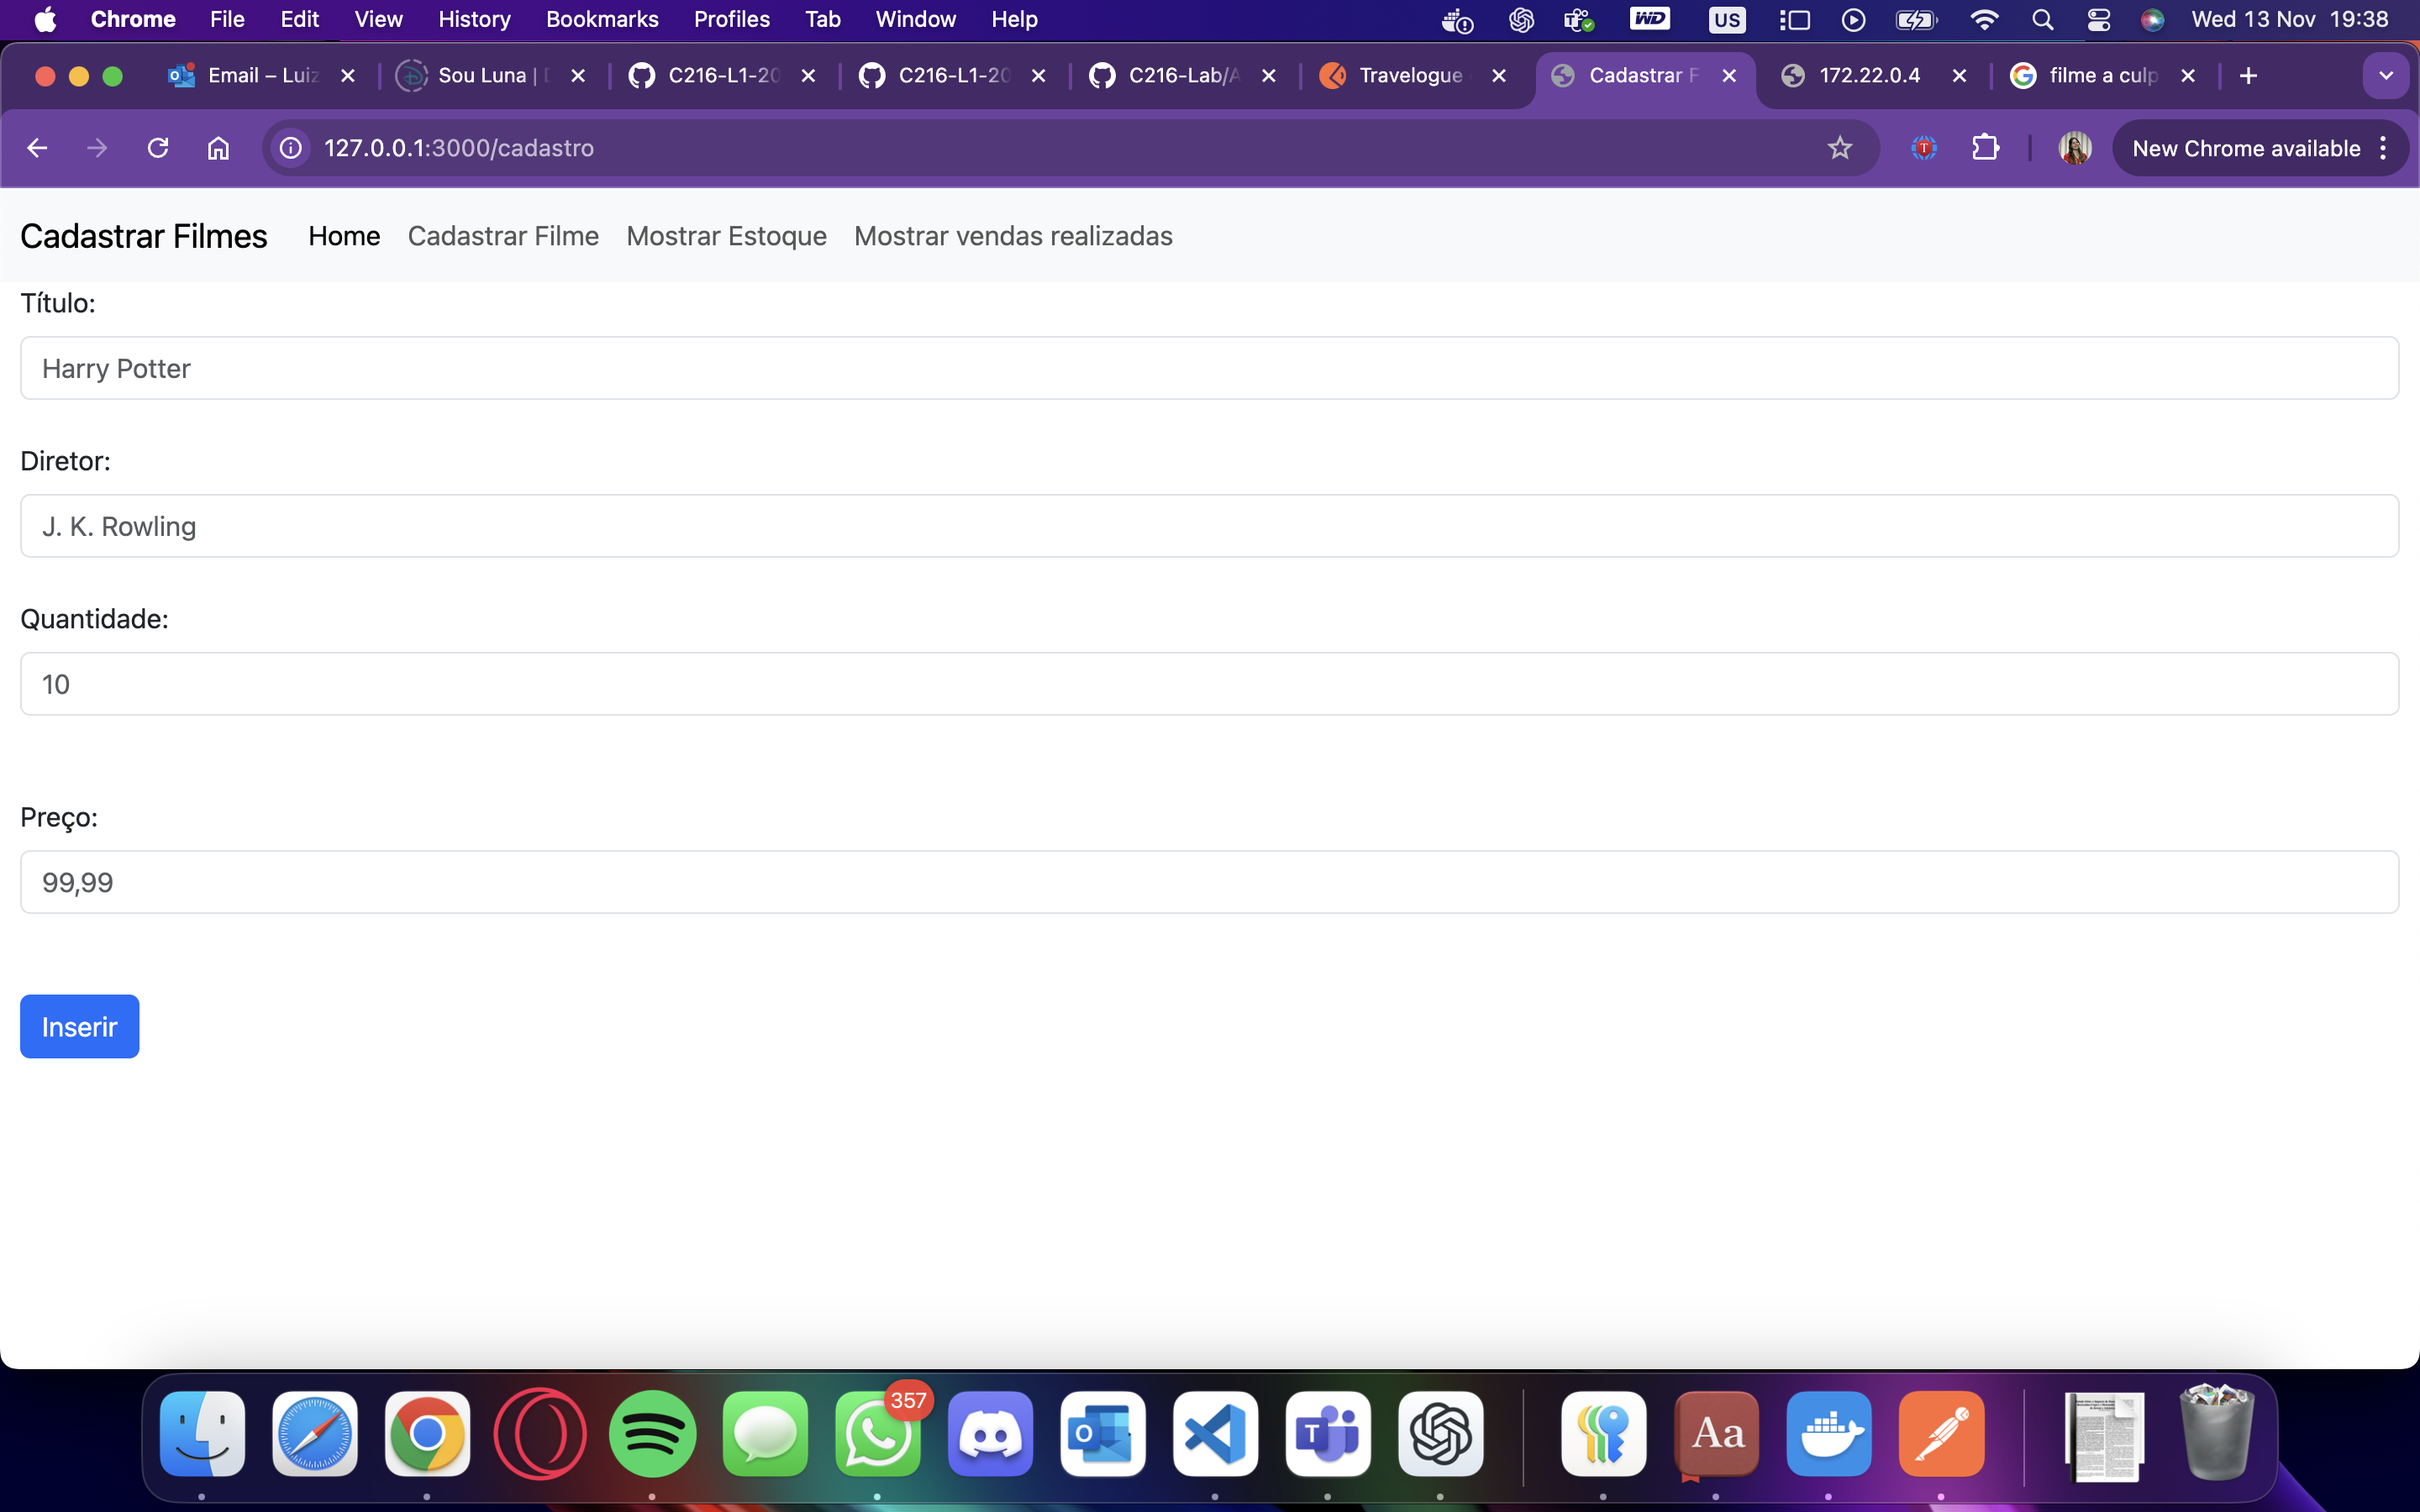 Chrome File Edit View History Bookmarks Profiles Tab Window Help WD US Wed 13 Nov 19:38
Email – Luiz Sou Luna | C216-L1-20 C216-L1-20 C216-Lab/A Travelogue Cadastrar F 172.22.0.4 filme a culp
127.0.0.1:3000/cadastro T New Chrome available
Cadastrar Filmes Home Cadastrar Filme Mostrar Estoque Mostrar vendas realizadas
Título:
Harry Potter
Diretor:
J. K. Rowling
Quantidade:
10
Preço:
99,99
Inserir
357
O T Aa